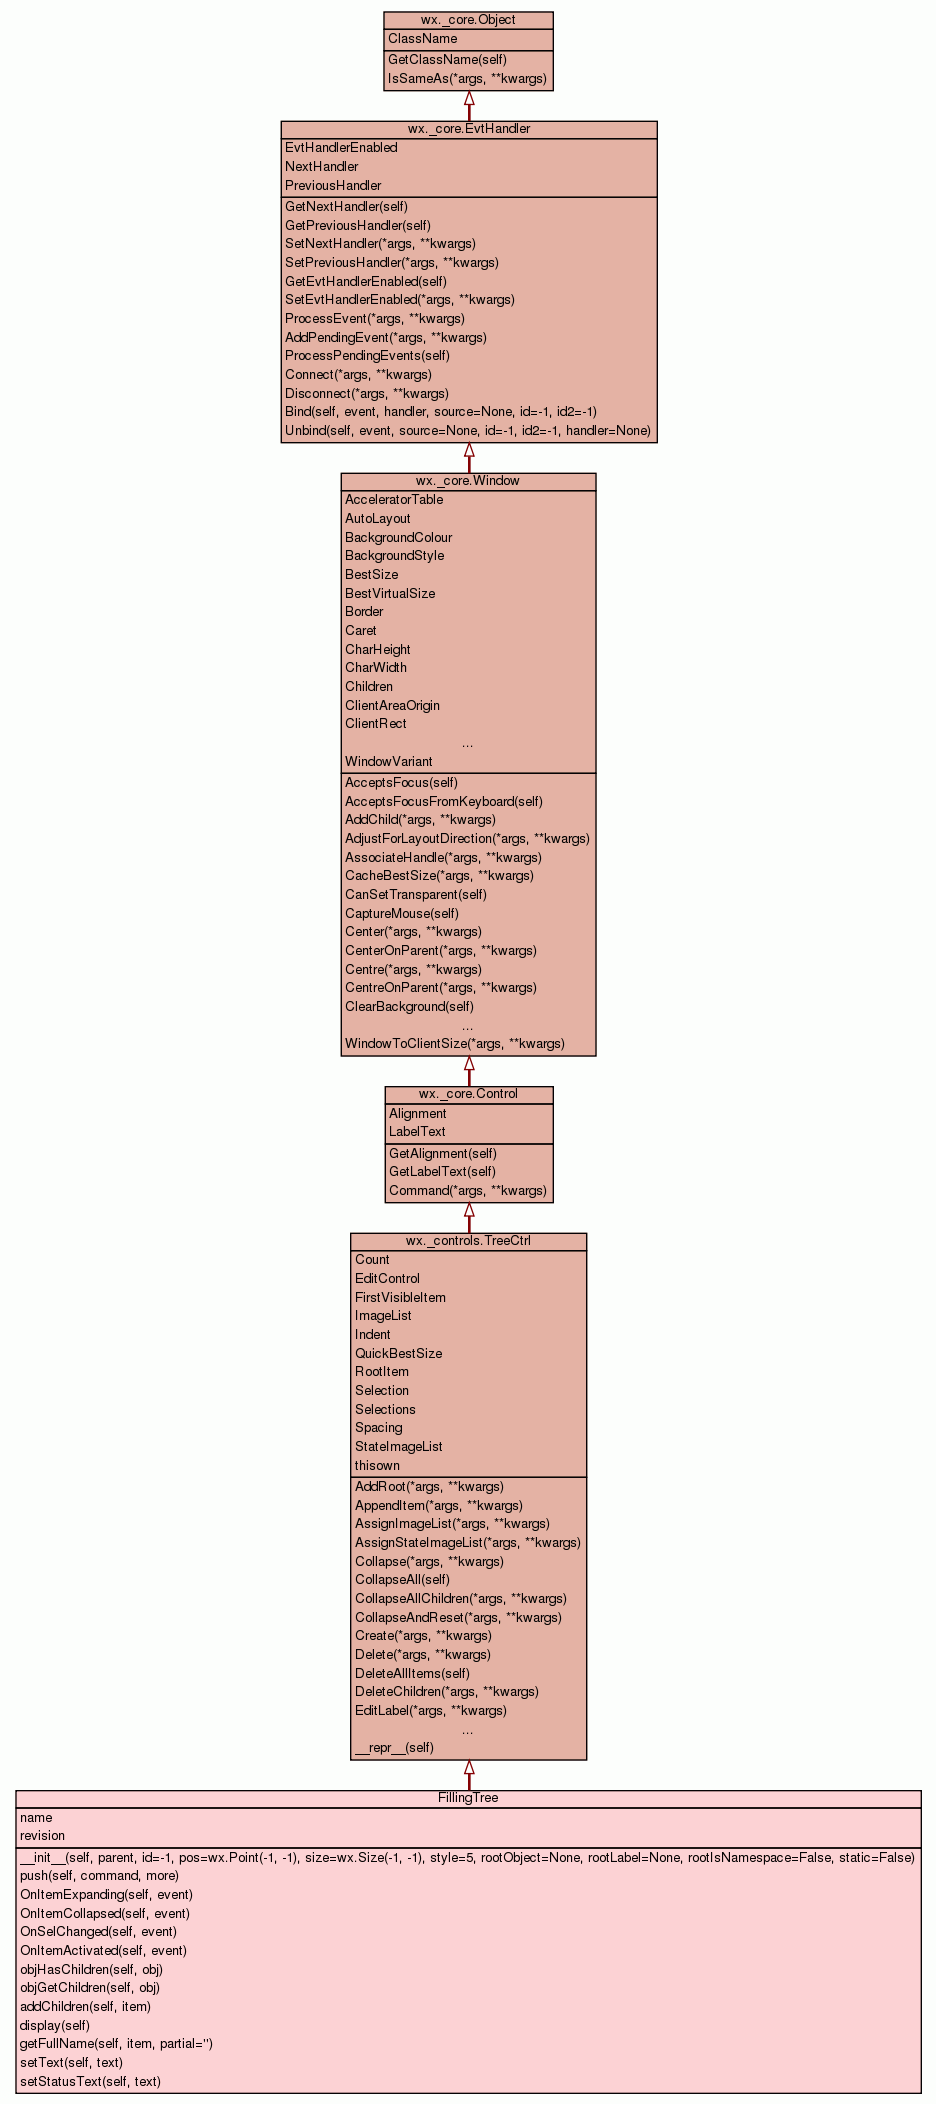 wx._core.Object
ClassName
GetClassName(self)
IsSameAs(*args, **kwargs)
wx._core.EvtHandler
EvtHandlerEnabled
NextHandler
PreviousHandler
GetNextHandler(self)
GetPreviousHandler(self)
SetNextHandler(*args, **kwargs)
SetPreviousHandler(*args, **kwargs)
GetEvtHandlerEnabled(self)
SetEvtHandlerEnabled(*args, **kwargs)
ProcessEvent(*args, **kwargs)
AddPendingEvent(*args, **kwargs)
ProcessPendingEvents(self)
Connect(*args, **kwargs)
Disconnect(*args, **kwargs)
Bind(self, event, handler, source=None, id=-1, id2=-1)
Unbind(self, event, source=None, id=-1, id2=-1, handler=None)
wx._core.Window
AcceleratorTable
AutoLayout
BackgroundColour
BackgroundStyle
BestSize
BestVirtualSize
Border
Caret
CharHeight
CharWidth
Children
ClientAreaOrigin
ClientRect
...
WindowVariant
AcceptsFocus(self)
AcceptsFocusFromKeyboard(self)
AddChild(*args, **kwargs)
AdjustForLayoutDirection(*args, **kwargs)
AssociateHandle(*args, **kwargs)
CacheBestSize(*args, **kwargs)
CanSetTransparent(self)
CaptureMouse(self)
Center(*args, **kwargs)
CenterOnParent(*args, **kwargs)
Centre(*args, **kwargs)
CentreOnParent(*args, **kwargs)
ClearBackground(self)
...
WindowToClientSize(*args, **kwargs)
wx._core.Control
Alignment
LabelText
GetAlignment(self)
GetLabelText(self)
Command(*args, **kwargs)
wx._controls.TreeCtrl
Count
EditControl
FirstVisibleItem
ImageList
Indent
QuickBestSize
RootItem
Selection
Selections
Spacing
StateImageList
thisown
AddRoot(*args, **kwargs)
AppendItem(*args, **kwargs)
AssignImageList(*args, **kwargs)
AssignStateImageList(*args, **kwargs)
Collapse(*args, **kwargs)
CollapseAll(self)
CollapseAllChildren(*args, **kwargs)
CollapseAndReset(*args, **kwargs)
Create(*args, **kwargs)
Delete(*args, **kwargs)
DeleteAllItems(self)
DeleteChildren(*args, **kwargs)
EditLabel(*args, **kwargs)
...
__repr__(self)
FillingTree
name
revision
__init__(self, parent, id=-1, pos=wx.Point(-1, -1), size=wx.Size(-1, -1), style=5, rootObject=None, rootLabel=None, rootIsNamespace=False, static=False)
push(self, command, more)
OnItemExpanding(self, event)
OnItemCollapsed(self, event)
OnSelChanged(self, event)
OnItemActivated(self, event)
objHasChildren(self, obj)
objGetChildren(self, obj)
addChildren(self, item)
display(self)
getFullName(self, item, partial='')
setText(self, text)
setStatusText(self, text)